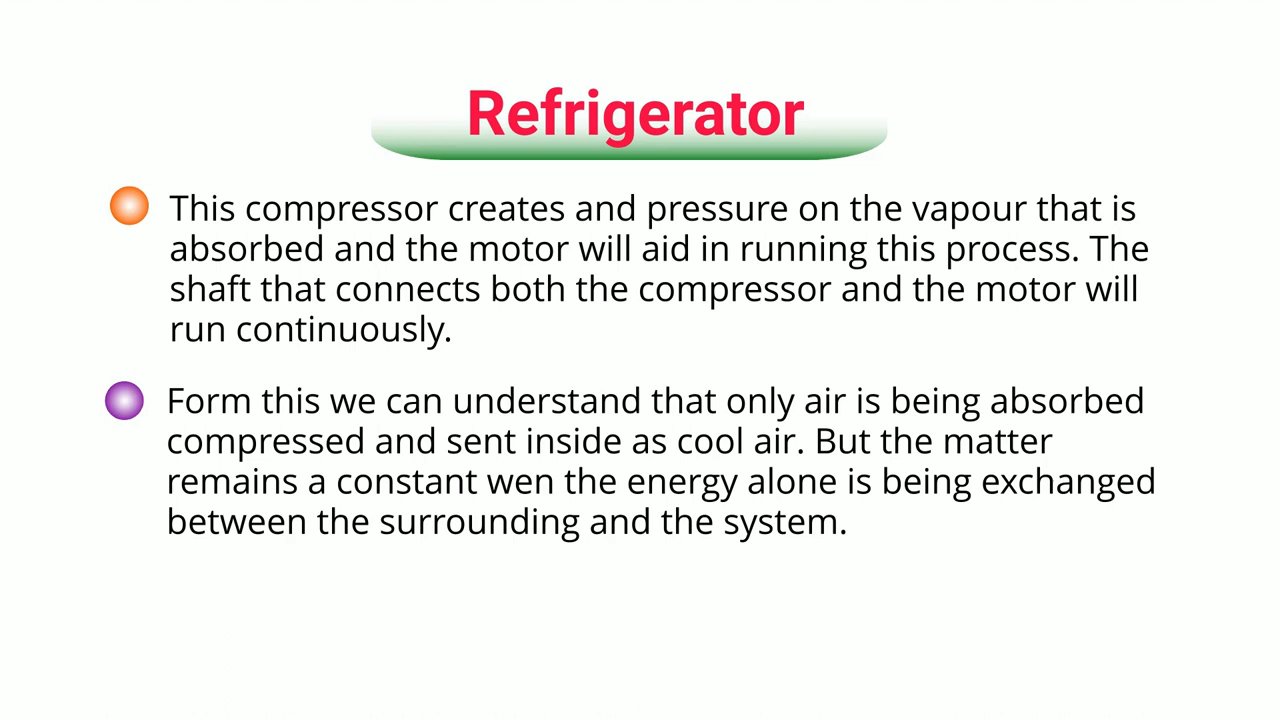 Refrigerator
This compressor creates and pressure on the vapour that is
absorbed and the motor will aid in running this process. The
shaft that connects both the compressor and the motor will
run continuously.
Form this we can understand that only air is being absorbed
compressed and sent inside as cool air. But the matter
remains a constant wen the energy alone is being exchanged
between the surrounding and the system.